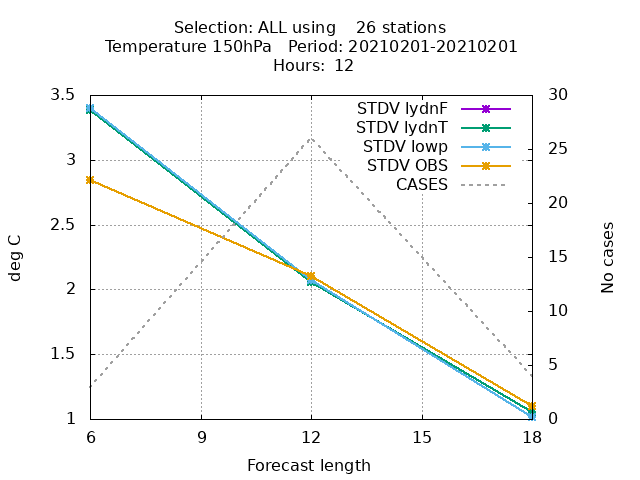 Selection: ALL using    26 stations
Temperature 150hPa   Period: 20210201-20210201
Hours: 12
STDV lydnF
STDV lydnT
STDV lowp
STDV OBS
CASES
3.5
3
2.5
2
1.5
1
deg C
30
25
20
15
10
5
0
No cases
6 9 12 15 18
Forecast length